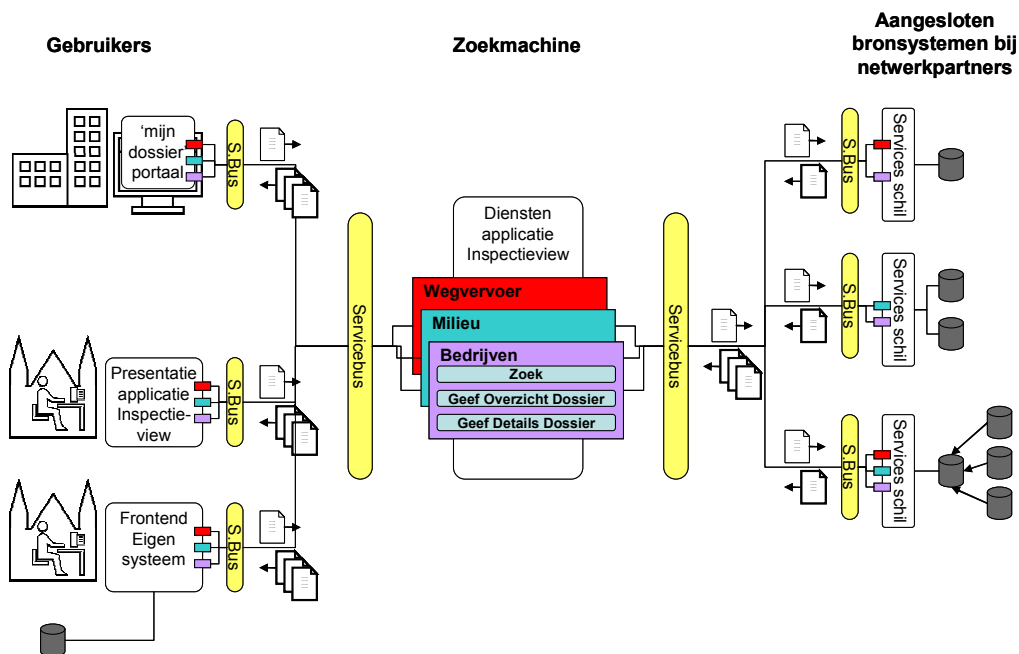 Gebruikers
Zoekmachine
Aangesloten
bronsystemen bij
netwerkpartners
'mijn
dossier
portaal
S.Bus
Presentatie
applicatie
Inspectie-
view
S.Bus
Frontend
Eigen
systeem
S.Bus
Servicebus
Diensten
applicatie
Inspectieview
Wegvervoer
Milieu
Bedrijven
Zoek
Geef Overzicht Dossier
Geef Details Dossier
Servicebus
S.Bus
Services schil
S.Bus
Services schil
S.Bus
Services schil